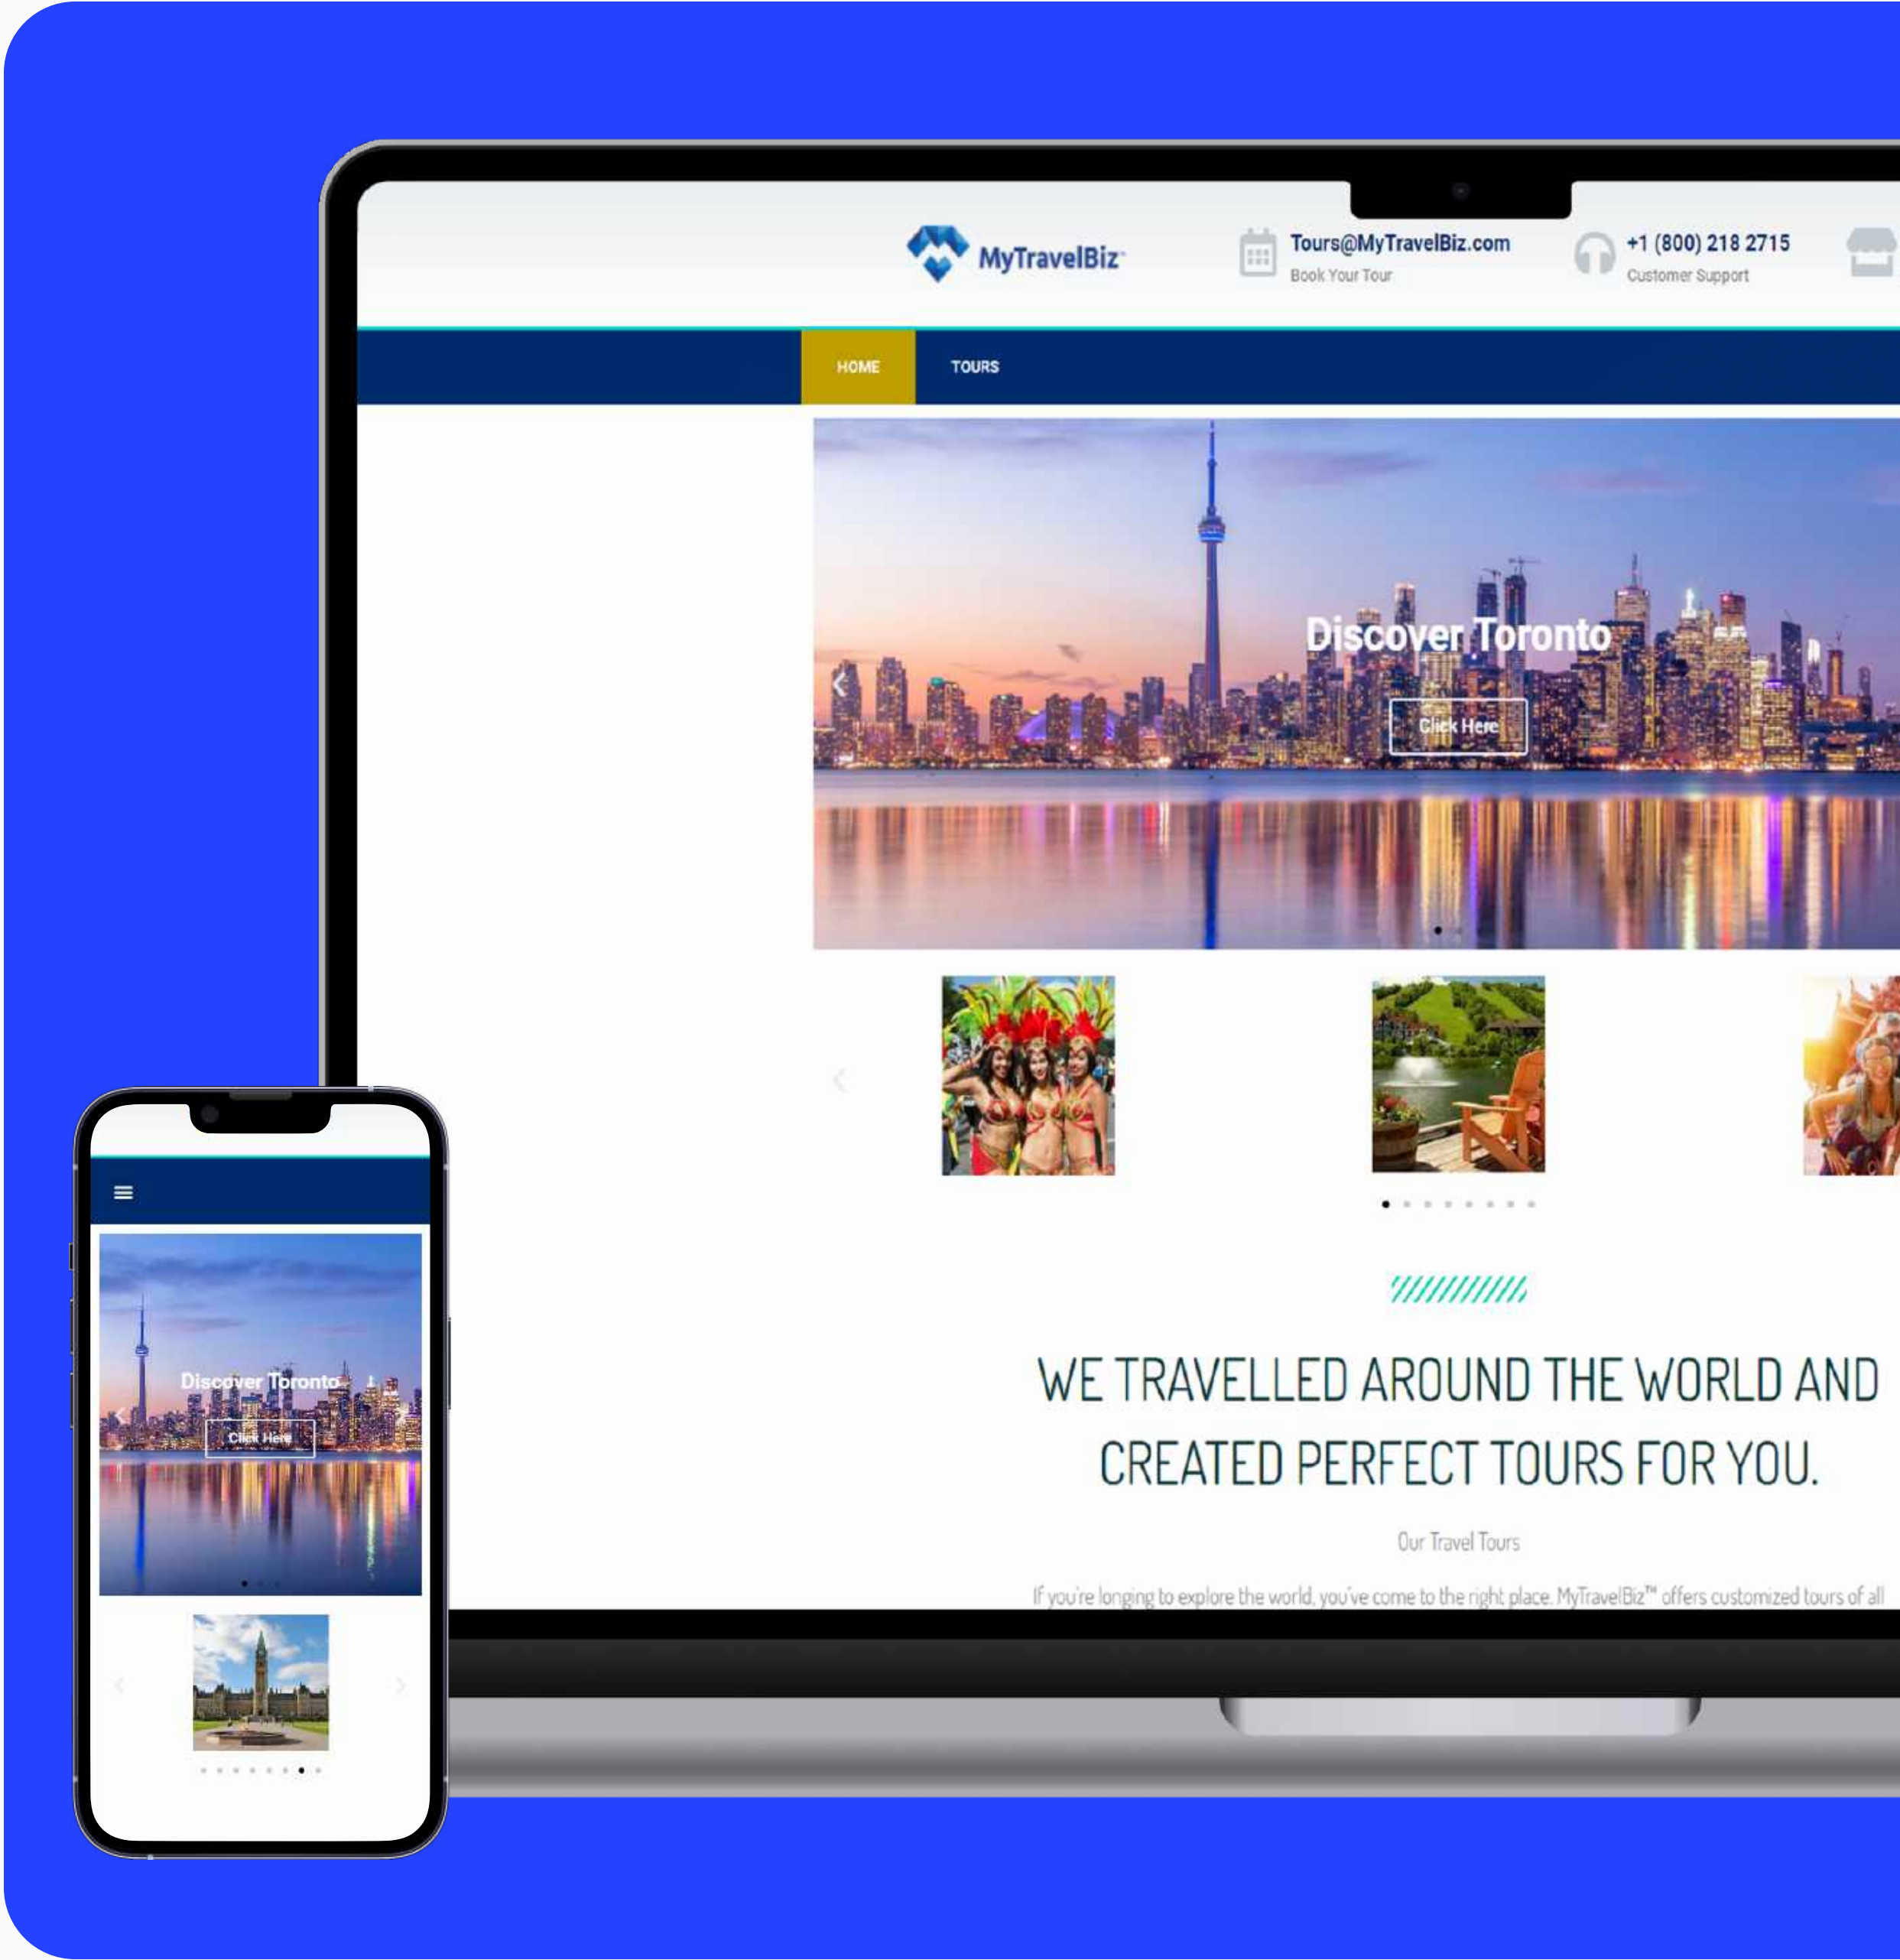 MyTravelBiz™
Tours@MyTravelBiz.com
Book Your Tour
+1 (800) 218 2715
Customer Support
HOME
TOURS
Discover Toronto
Click Here
WE TRAVELLED AROUND THE WORLD AND
CREATED PERFECT TOURS FOR YOU.
Our Travel Tours
If you're longing to explore the world, you've come to the right place. MyTravelBiz™ offers customized tours of all
Discover Toronto
Click Here